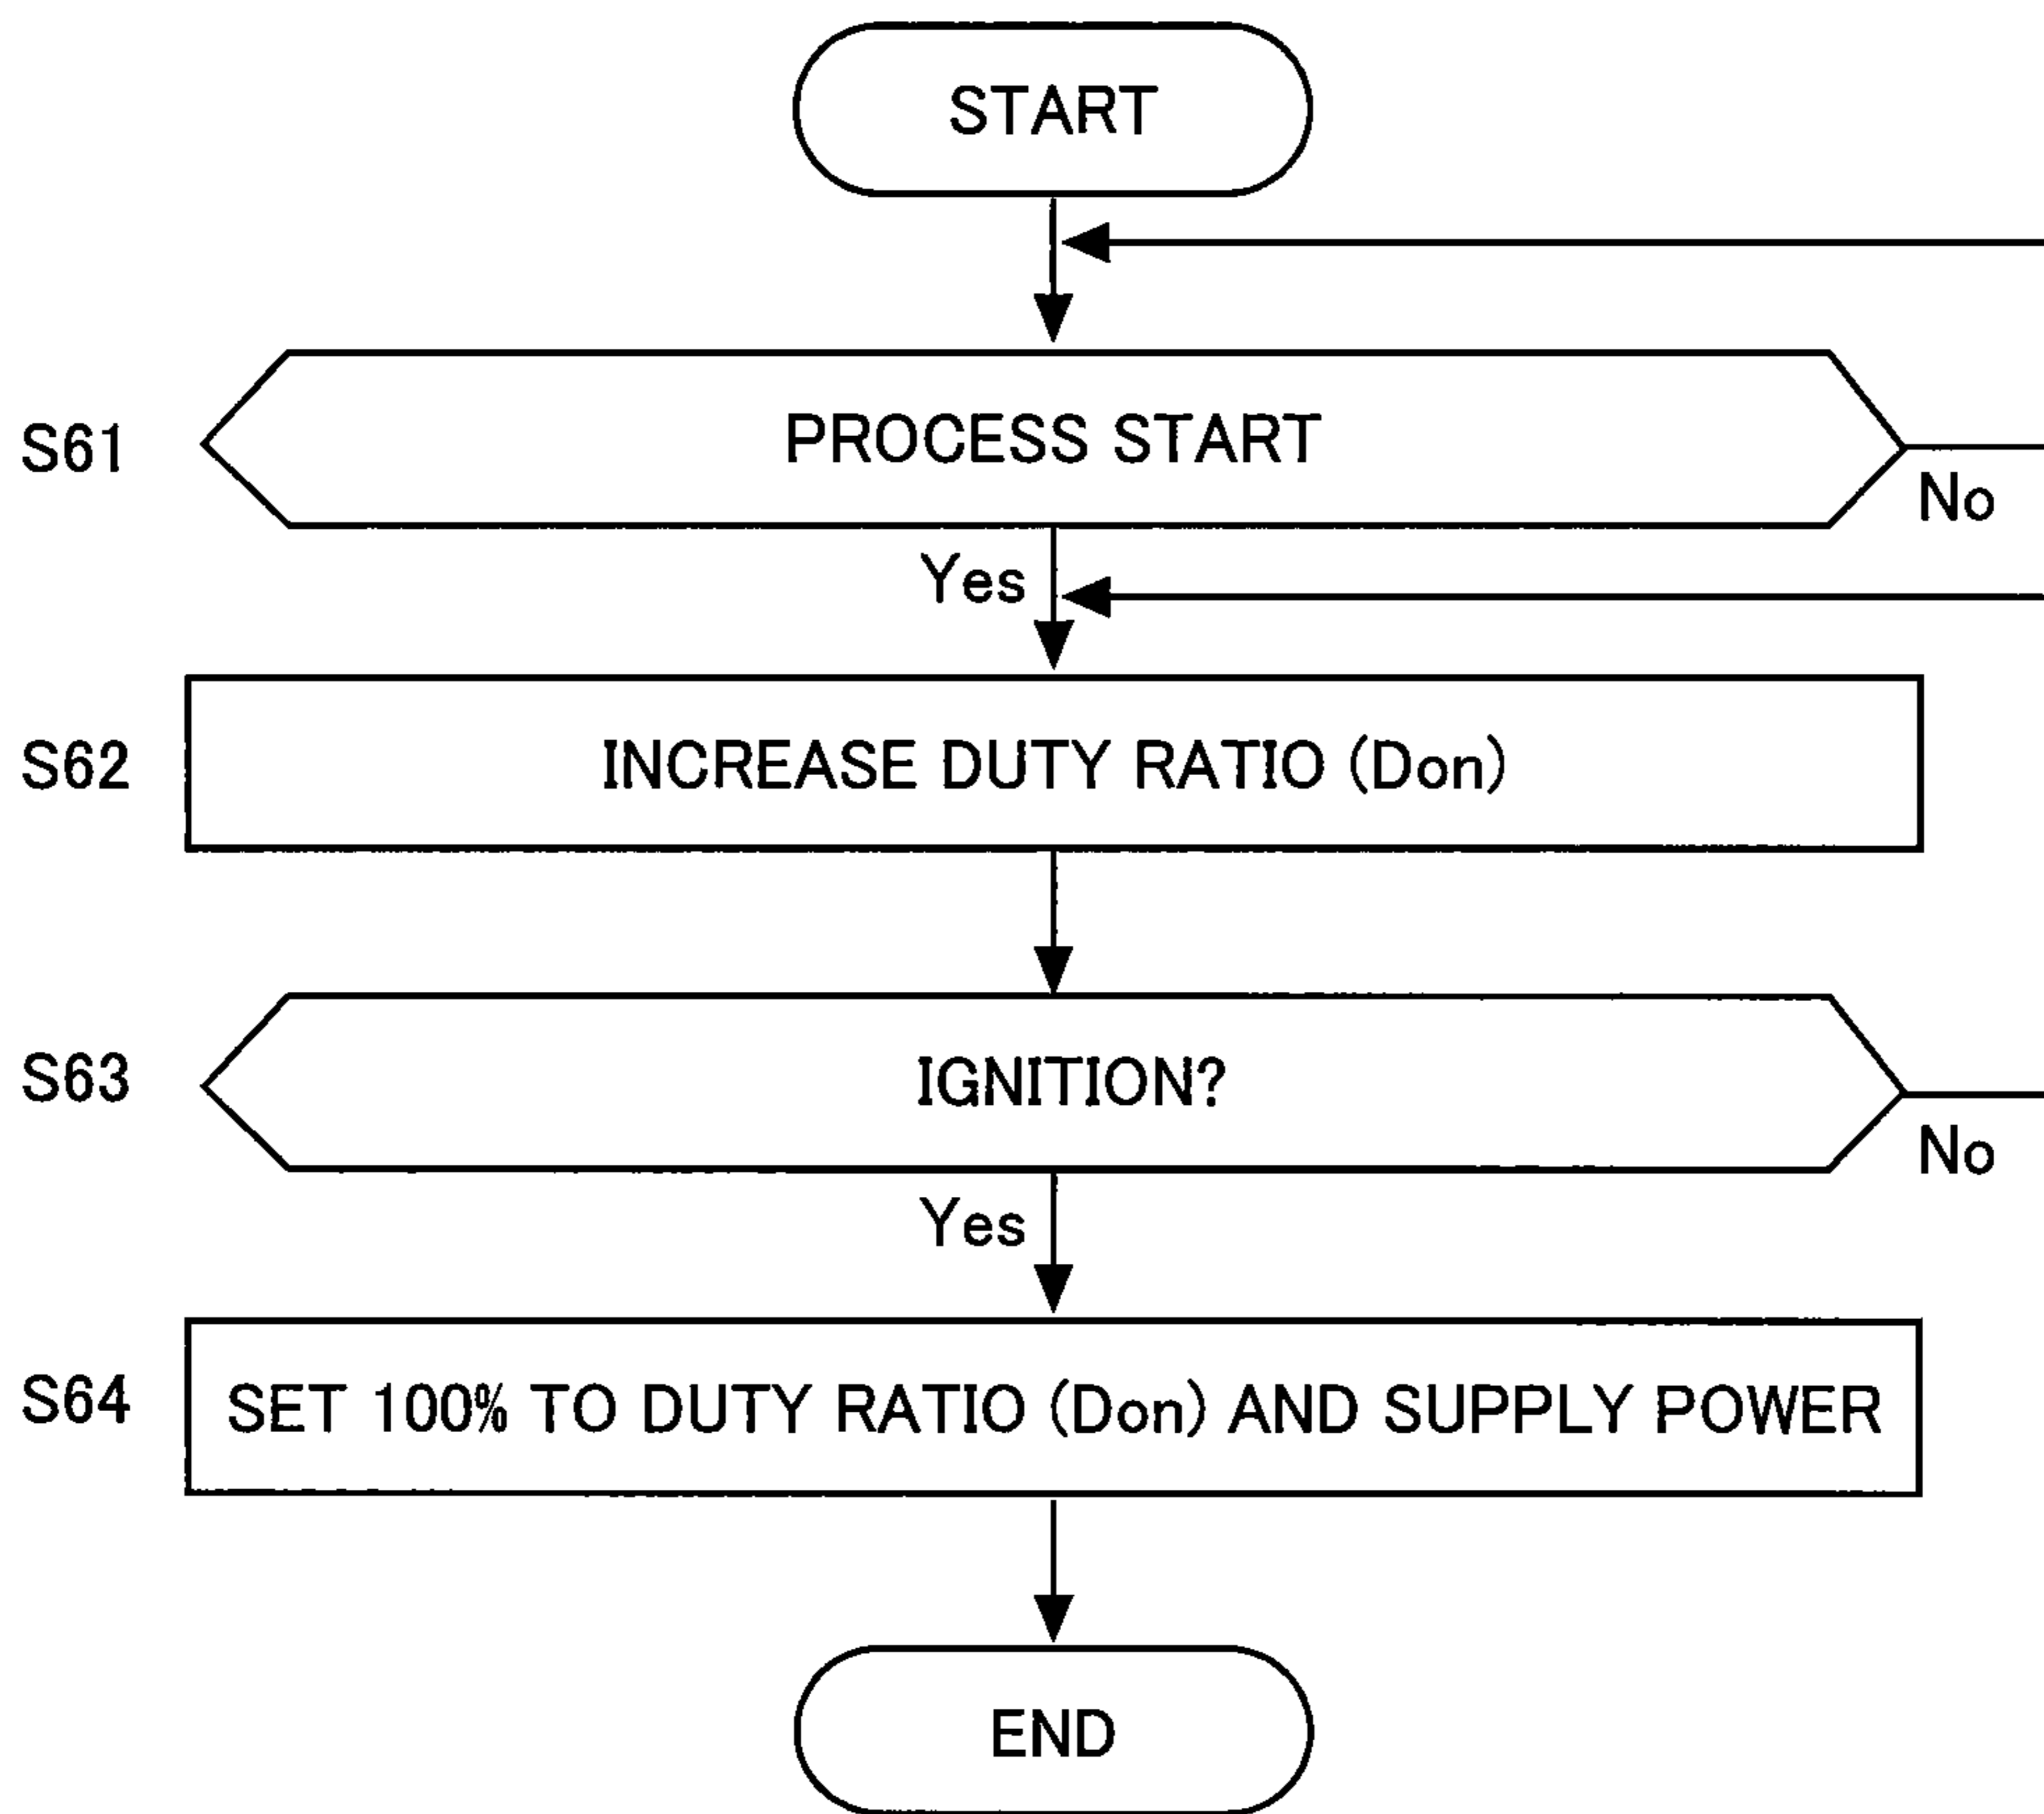 START
S61
PROCESS START
No
Yes
S62
INCREASE DUTY RATIO (Don)
S63
IGNITION?
No
Yes
S64
SET 100% TO DUTY RATIO (Don) AND SUPPLY POWER
END